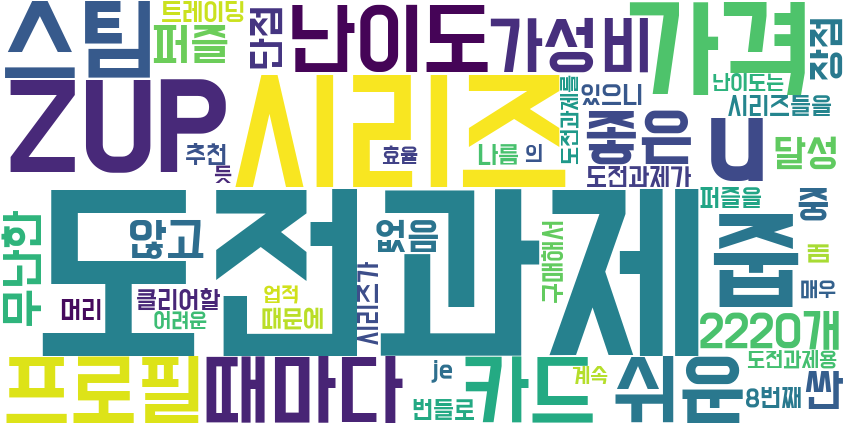 스팀
퍼즐
트레이딩
단점
난이도
가성비
가격
장점
ZUP
시리즈
도전과제를
있으니
난이도는
시리즈들을
좋은
u
달성
추천
듯
효율
나름
의
도전과제가
퍼즐을
중
무난한
도전과제
않고
없음
구매해서
줍
봄
매우
머리
클리어할
어려운
업적
때문에
시리즈가
2220개
도전과제용
프로필
때마다
je
번들로
카드
계속
쉬운
8번째
싼